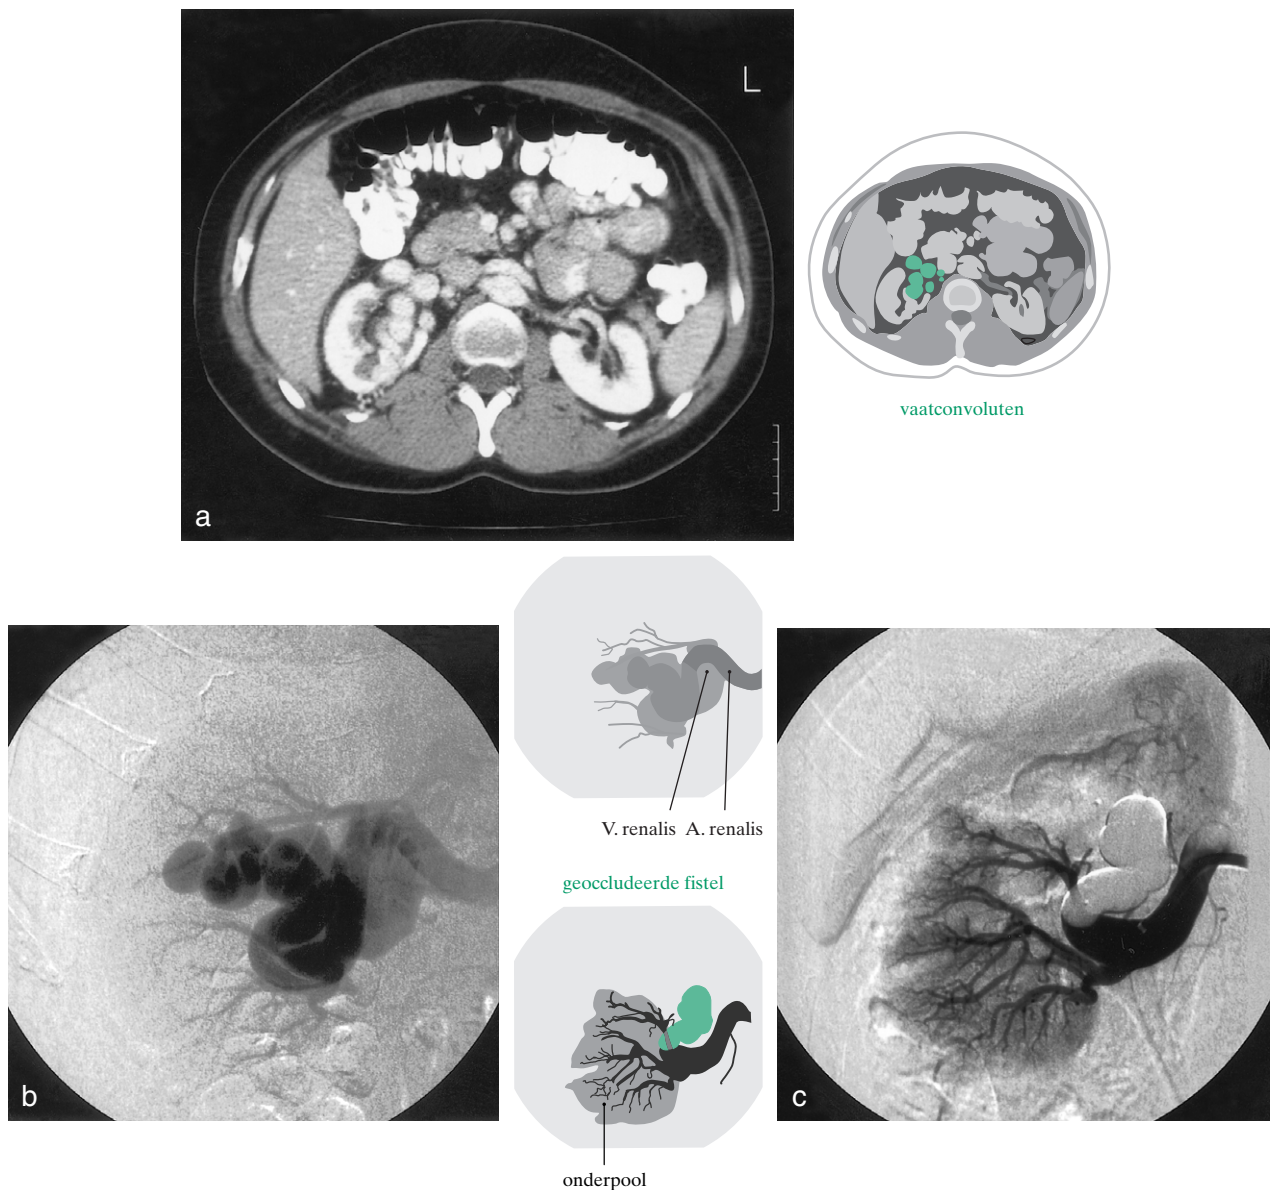 L
vaatconvoluten
a
V. renalis A. renalis
geoccludeerde fistel
b
c
onderpool